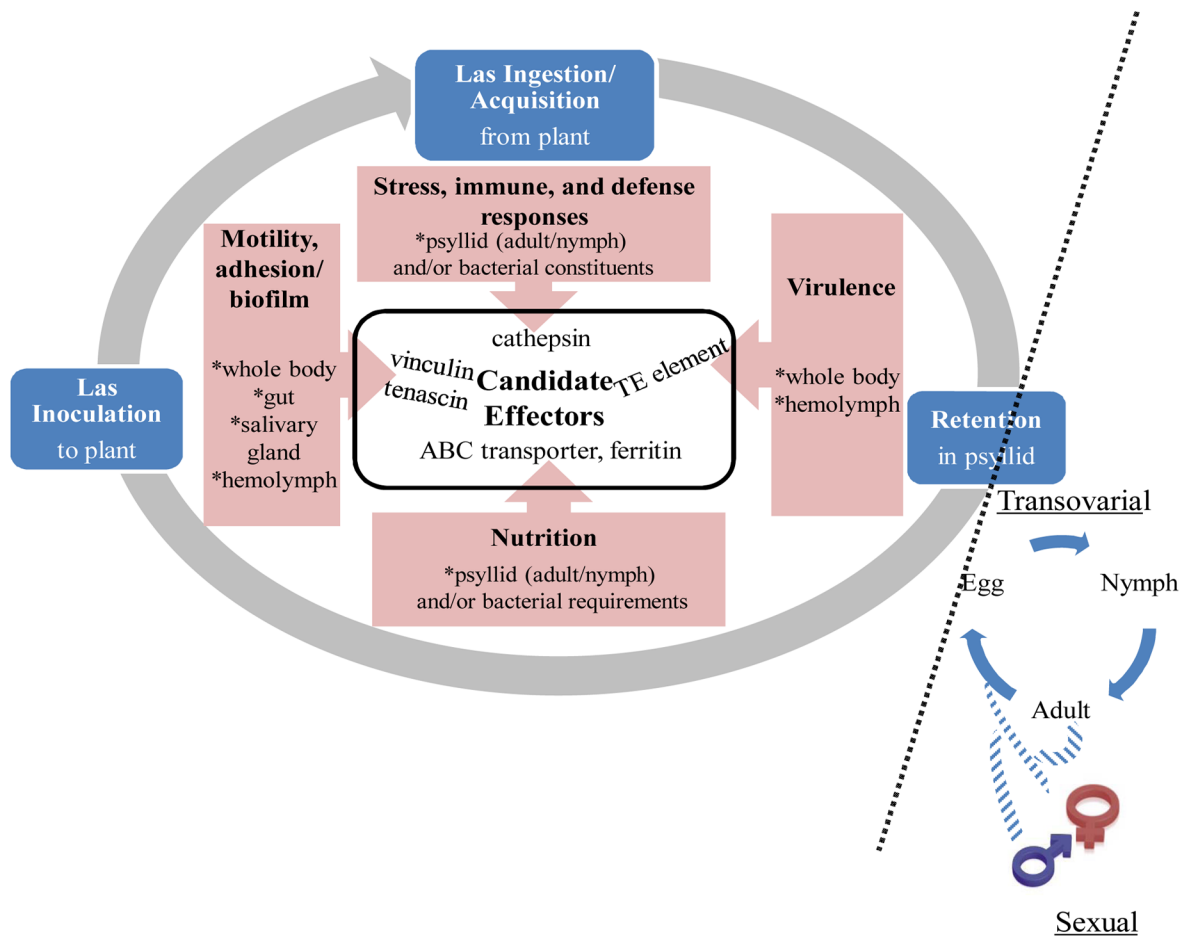 Las Ingestion/
Acquisition
from plant
Stress, immune, and defense
responses
*psyllid (adult/nymph)
and/or bacterial constituents
Motility,
adhesion/
biofilm
*whole body
*gut
*salivary
gland
*hemolymph
Virulence
*whole body
*hemolymph
cathepsin
vinculin
tenascin
TE element
Candidate
Effectors
ABC transporter, ferritin
Las
Inoculation
to plant
Retention
in psyllid
Nutrition
*psyllid (adult/nymph)
and/or bacterial requirements
Transovarial
Egg
Nymph
Adult
Sexual